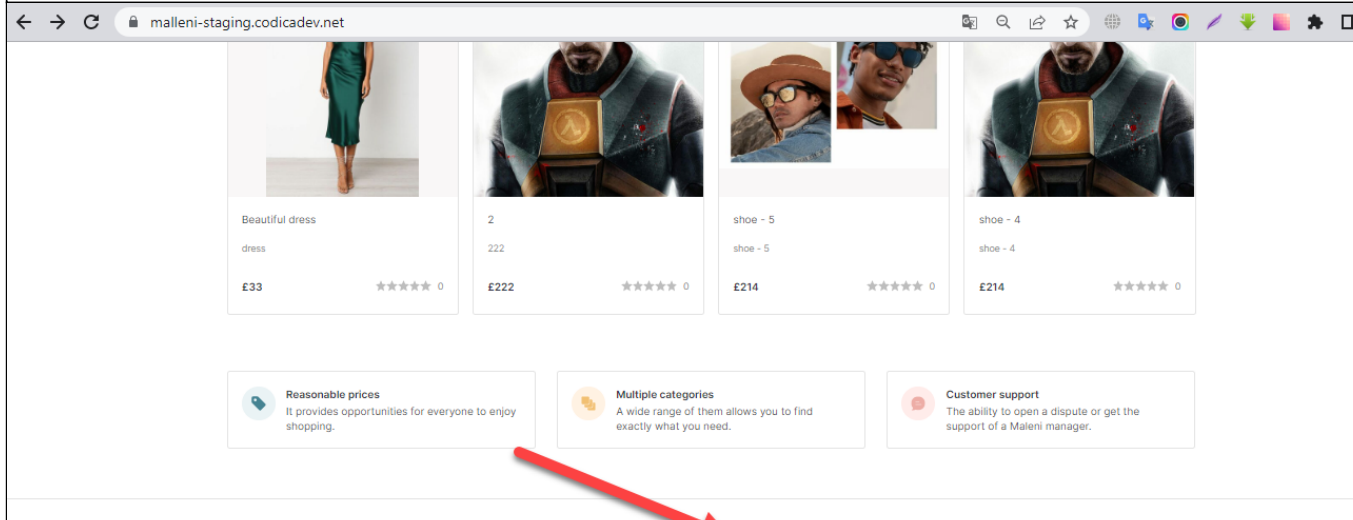 malleni-staging.codicadev.net
Beautiful dress
2
shoe - 5
shoe - 4
dress
222
shoe - 5
shoe - 4
£33
0
£222
0
£214
0
£214
0
Reasonable prices
It provides opportunities for everyone to enjoy
shopping.
Multiple categories
A wide range of them allows you to find
exactly what you need.
Customer support
The ability to open a dispute or get the
support of a Maleni manager.